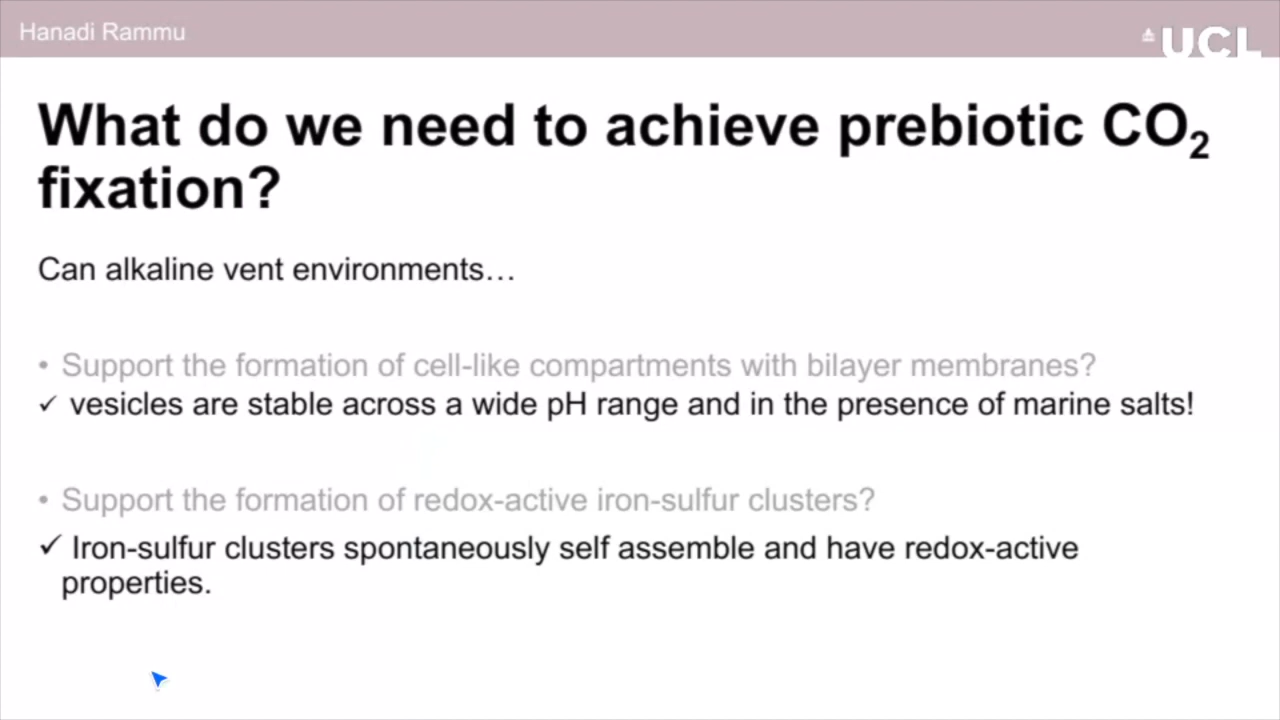 Hanadi Rammu
UCL
What do we need to achieve prebiotic CO₂
fixation?
Can alkaline vent environments…
• Support the formation of cell-like compartments with bilayer membranes?
✓ vesicles are stable across a wide pH range and in the presence of marine salts!
• Support the formation of redox-active iron-sulfur clusters?
✓ Iron-sulfur clusters spontaneously self assemble and have redox-active
properties.